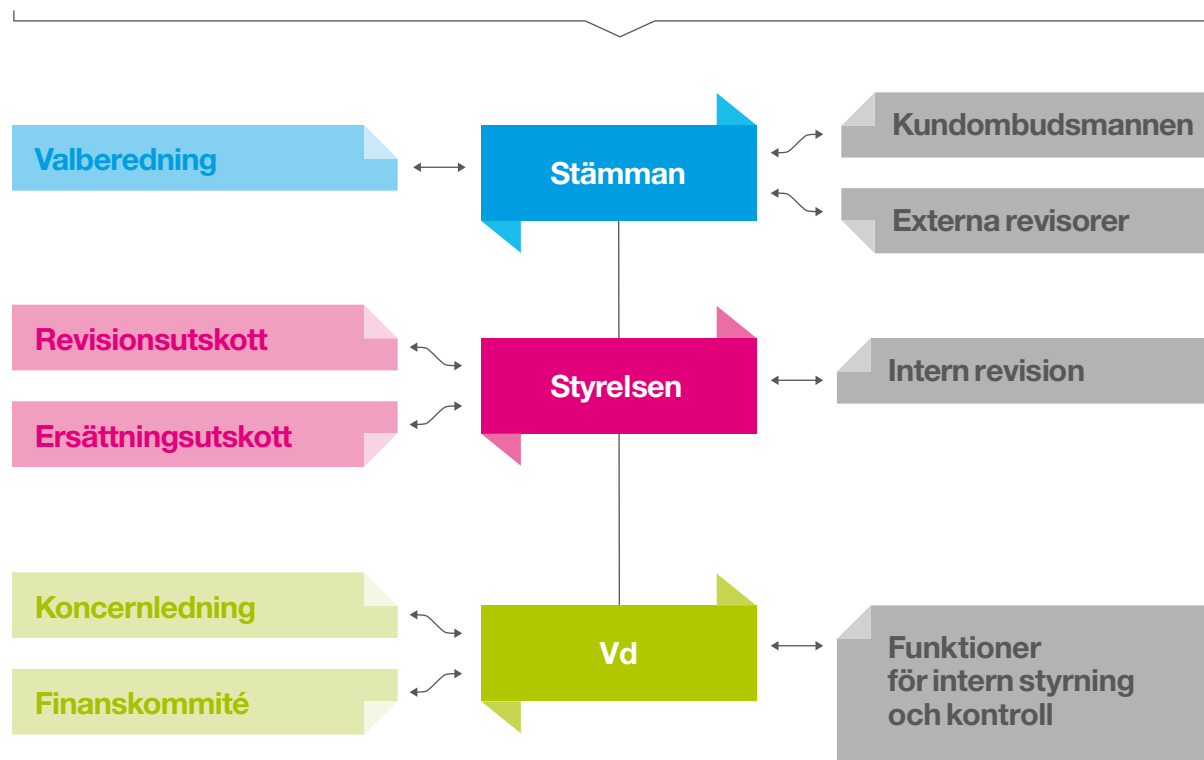 Valberedning
Stämman
Kundombudsmannen
Externa revisorer
Revisionsutskott
Ersättningsutskott
Styrelsen
Intern revision
Koncernledning
Finanskommité
Vd
Funktioner
för intern styrning
och kontroll